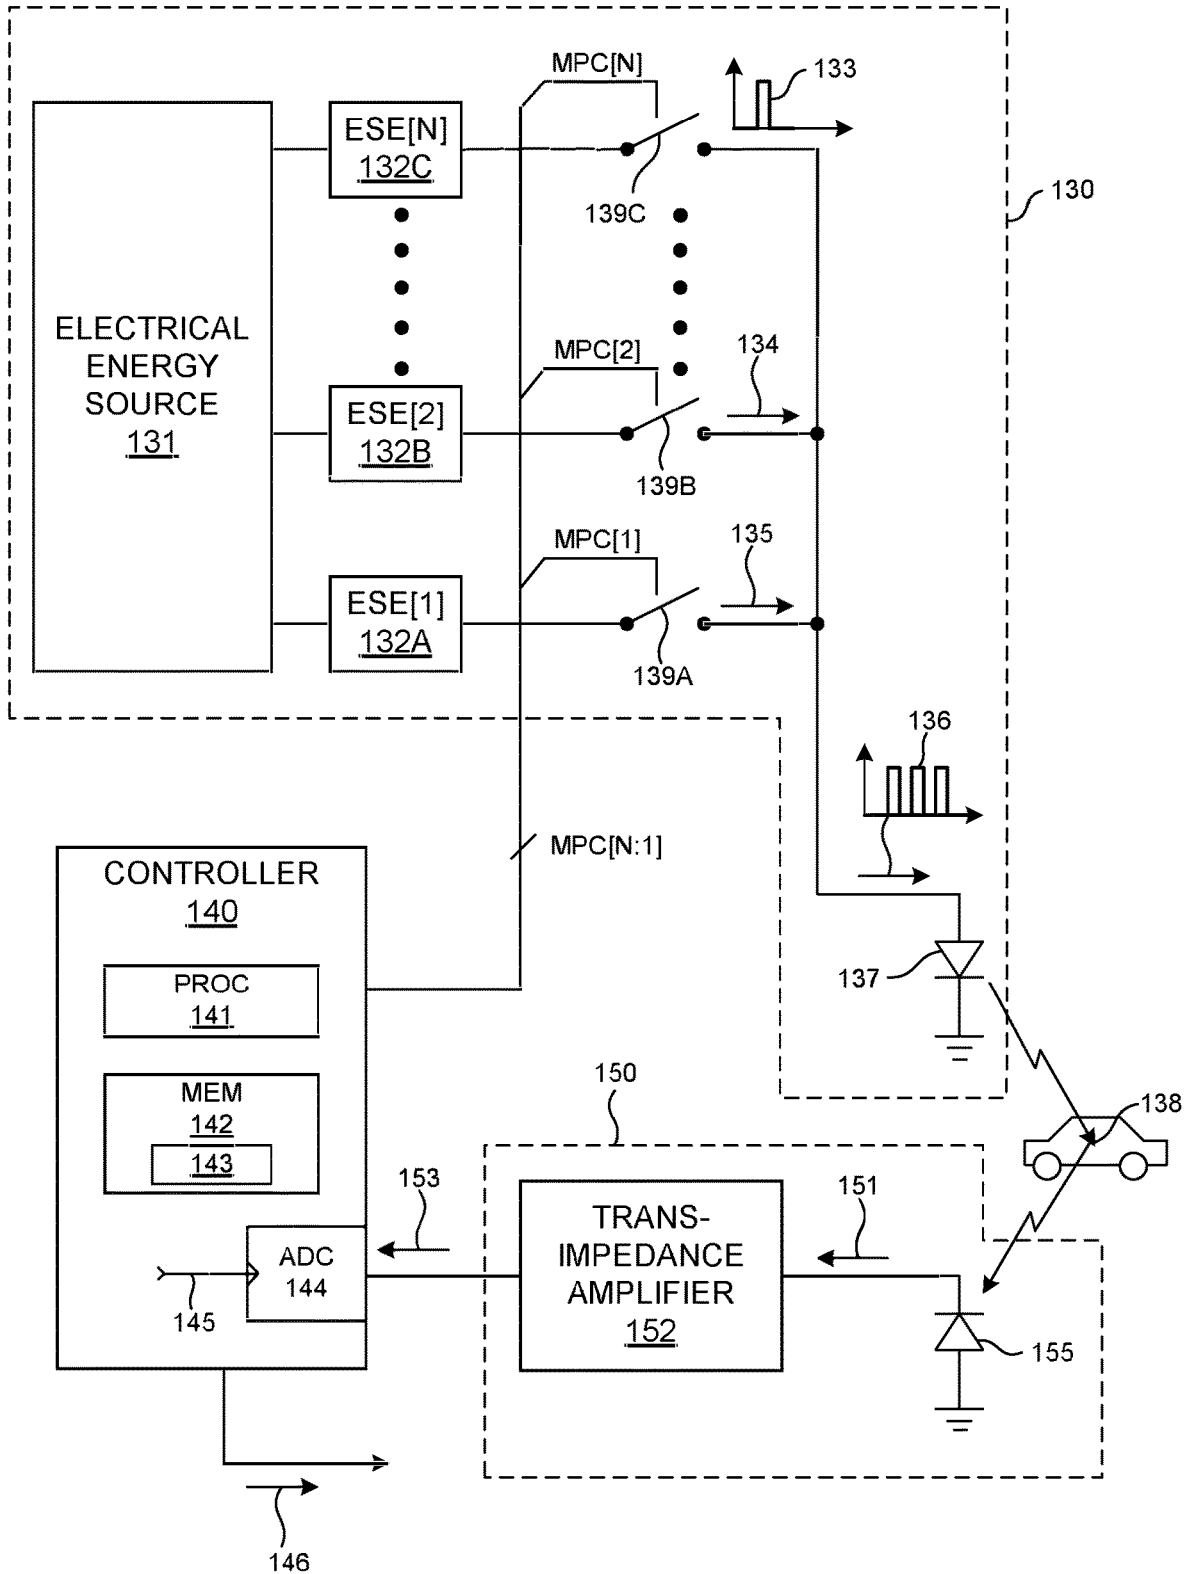 MPC[N]
133
ESE[N]
132C
139C
130
ELECTRICAL
ENERGY
SOURCE
131
MPC[2]
134
ESE[2]
132B
139B
MPC[1]
135
ESE[1]
132A
139A
136
MPC[N:1]
CONTROLLER
140
137
PROC
141
MEM
142
143
150
138
153
151
TRANS-
IMPEDANCE
AMPLIFIER
152
ADC
144
145
155
146